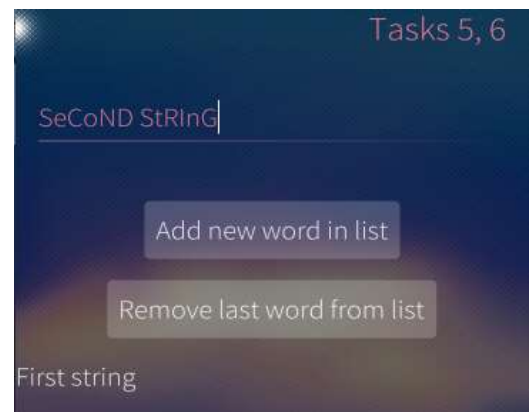 Tasks 5, 6
SeCoND StRInG
Add new word in list
Remove last word from list
First string